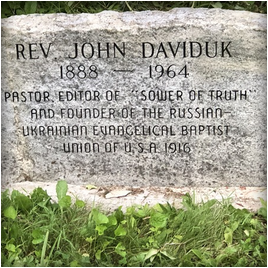 REV. JOHN DAVIDUK
1888 — 1964
PASTOR, EDITOR OF "SOWER OF TRUTH"
AND FOUNDER OF THE RUSSIAN-
UKRAINIAN EVANGELICAL BAPTIST
UNION OF U.S.A. 1916